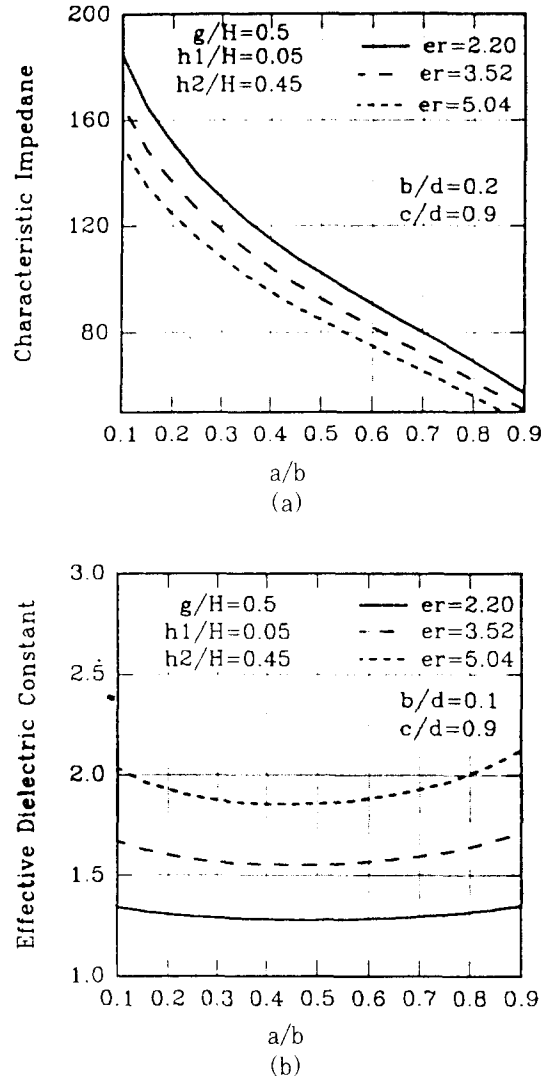 200
160
120
80
Characteristic Impedane
g/H=0.5
h1/H=0.05
h2/H=0.45
er=2.20
er=3.52
er=5.04
b/d=0.2
c/d=0.9
0.1 0.2 0.3 0.4 0.5 0.6 0.7 0.8 0.9
a/b
(a)
3.0
2.5
2.0
1.5
1.0
Effective Dielectric Constant
g/H=0.5
h1/H=0.05
h2/H=0.45
er=2.20
er=3.52
er=5.04
b/d=0.1
c/d=0.9
0.1 0.2 0.3 0.4 0.5 0.6 0.7 0.8 0.9
a/b
(b)